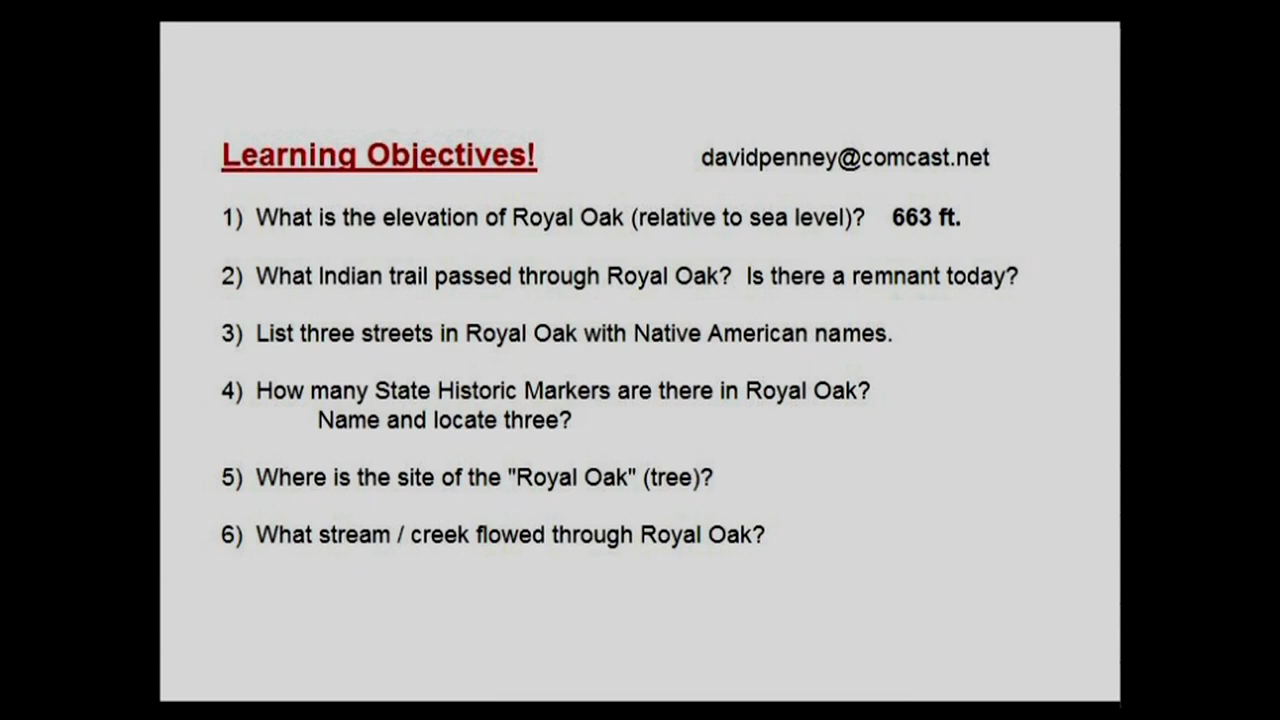 Learning Objectives! davidpenney@comcast.net
1) What is the elevation of Royal Oak (relative to sea level)? 663 ft.
2) What Indian trail passed through Royal Oak? Is there a remnant today?
3) List three streets in Royal Oak with Native American names.
4) How many State Historic Markers are there in Royal Oak?
Name and locate three?
5) Where is the site of the "Royal Oak" (tree)?
6) What stream / creek flowed through Royal Oak?